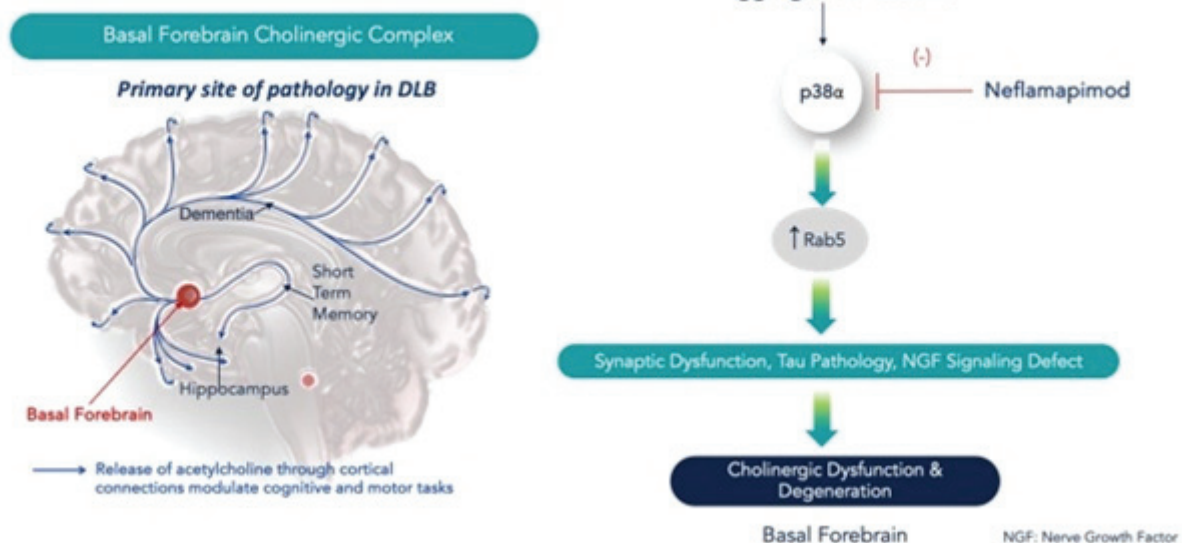 Basal Forebrain Cholinergic Complex
Primary site of pathology in DLB
Dementia
Short
Term
Memory
Hippocampus
Basal Forebrain
Release of acetylcholine through cortical
connections modulate cognitive and motor tasks
p38α
(-)
Neflamapimod
↑Rab5
Synaptic Dysfunction, Tau Pathology, NGF Signaling Defect
Cholinergic Dysfunction &
Degeneration
Basal Forebrain
NGF: Nerve Growth Factor